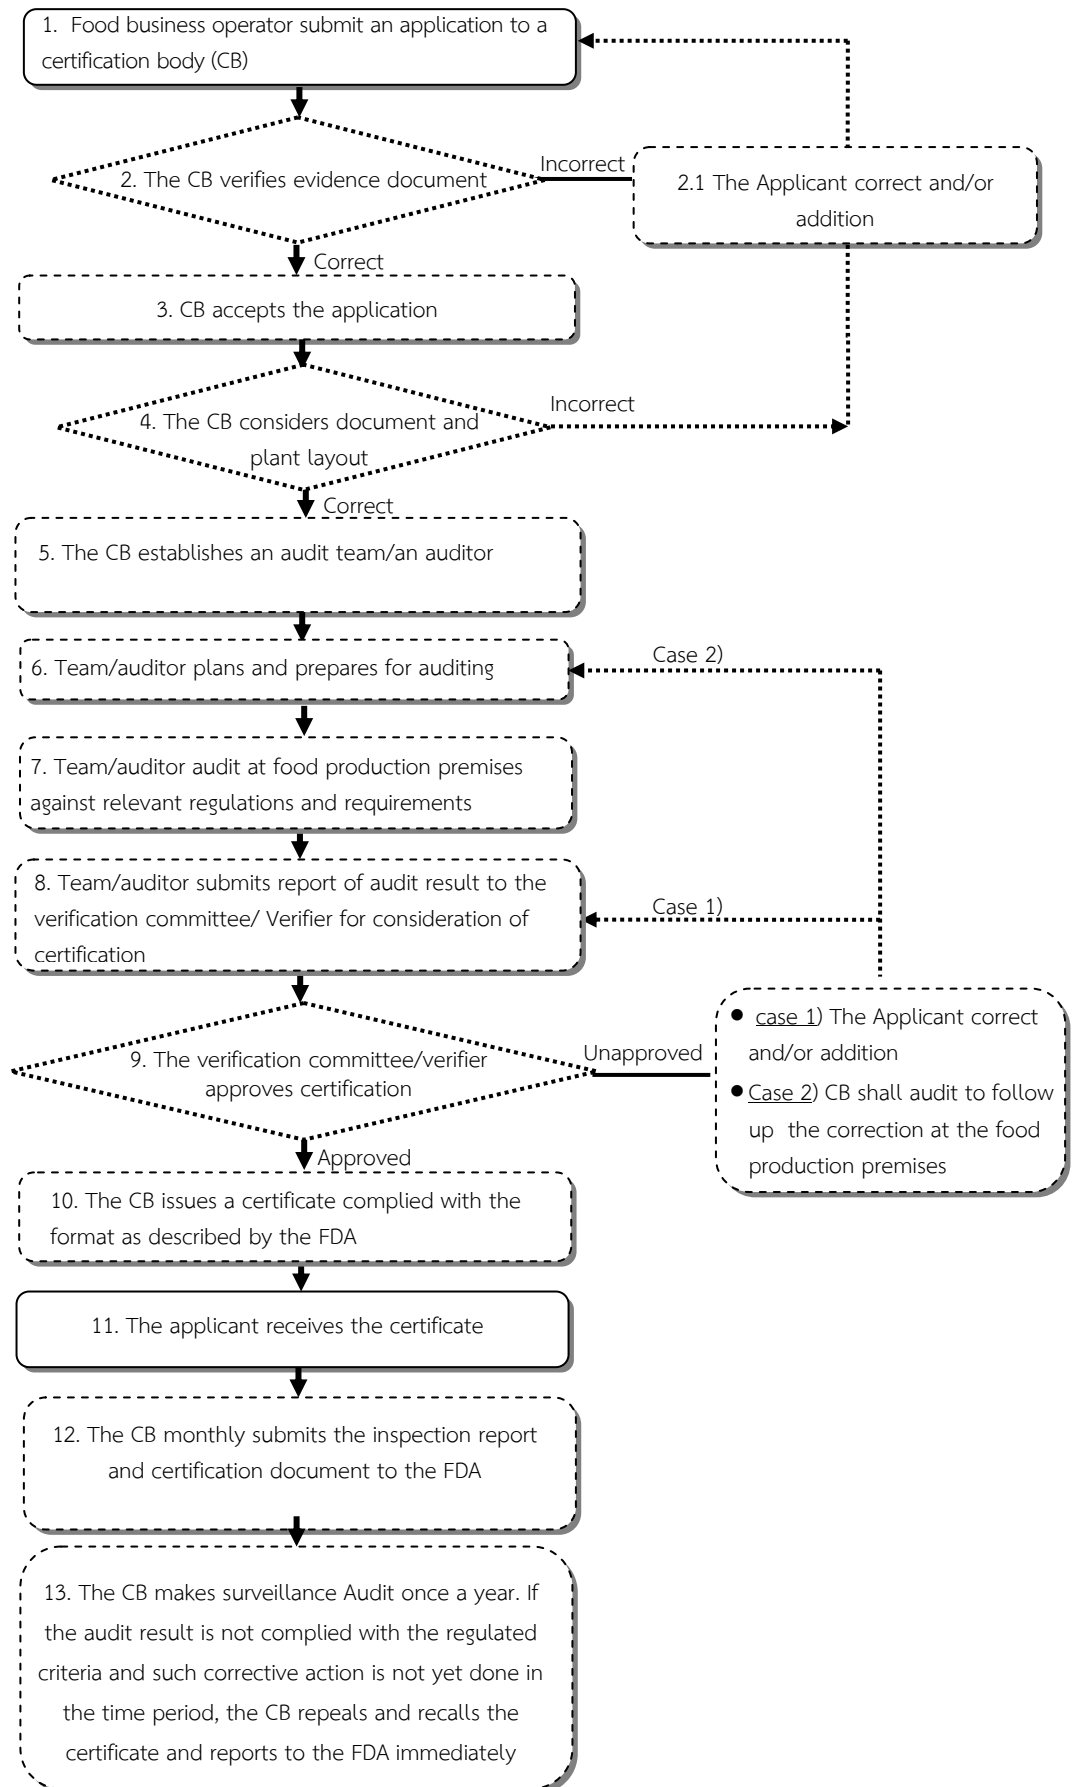 1. Food business operator submit an application to a
certification body (CB)
2. The CB verifies evidence document
Incorrect
2.1 The Applicant correct and/or
addition
Correct
3. CB accepts the application
4. The CB considers document and
plant layout
Incorrect
Correct
5. The CB establishes an audit team/an auditor
6. Team/auditor plans and prepares for auditing
Case 2)
7. Team/auditor audit at food production premises
against relevant regulations and requirements
8. Team/auditor submits report of audit result to the
verification committee/ Verifier for consideration of
certification
Case 1)
9. The verification committee/verifier
approves certification
Unapproved
● case 1) The Applicant correct
and/or addition
● Case 2) CB shall audit to follow
up the correction at the food
production premises
Approved
10. The CB issues a certificate complied with the
format as described by the FDA
11. The applicant receives the certificate
12. The CB monthly submits the inspection report
and certification document to the FDA
13. The CB makes surveillance Audit once a year. If
the audit result is not complied with the regulated
criteria and such corrective action is not yet done in
the time period, the CB repeals and recalls the
certificate and reports to the FDA immediately